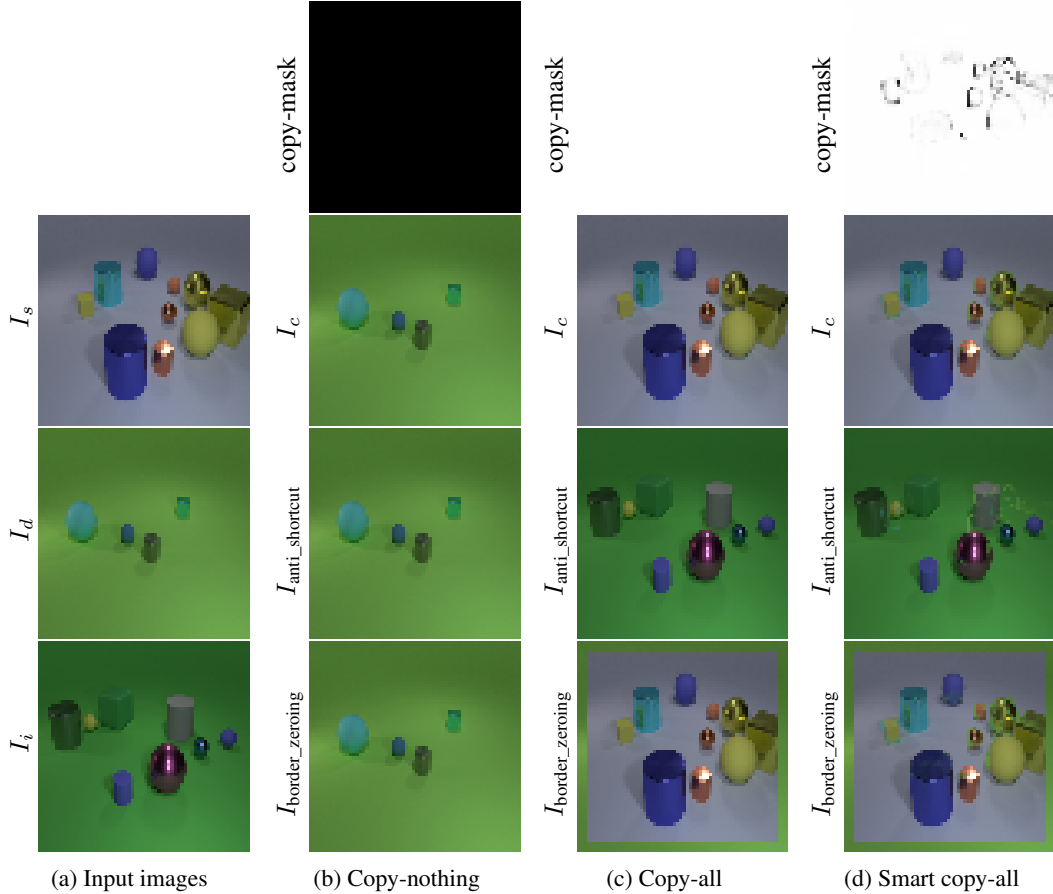 copy-mask
copy-mask
copy-mask
I_s
I_c
I_c
I_c
I_d
I_anti_shortcut
I_anti_shortcut
I_anti_shortcut
I_i
I_border_zeroing
I_border_zeroing
I_border_zeroing
(a) Input images
(b) Copy-nothing
(c) Copy-all
(d) Smart copy-all